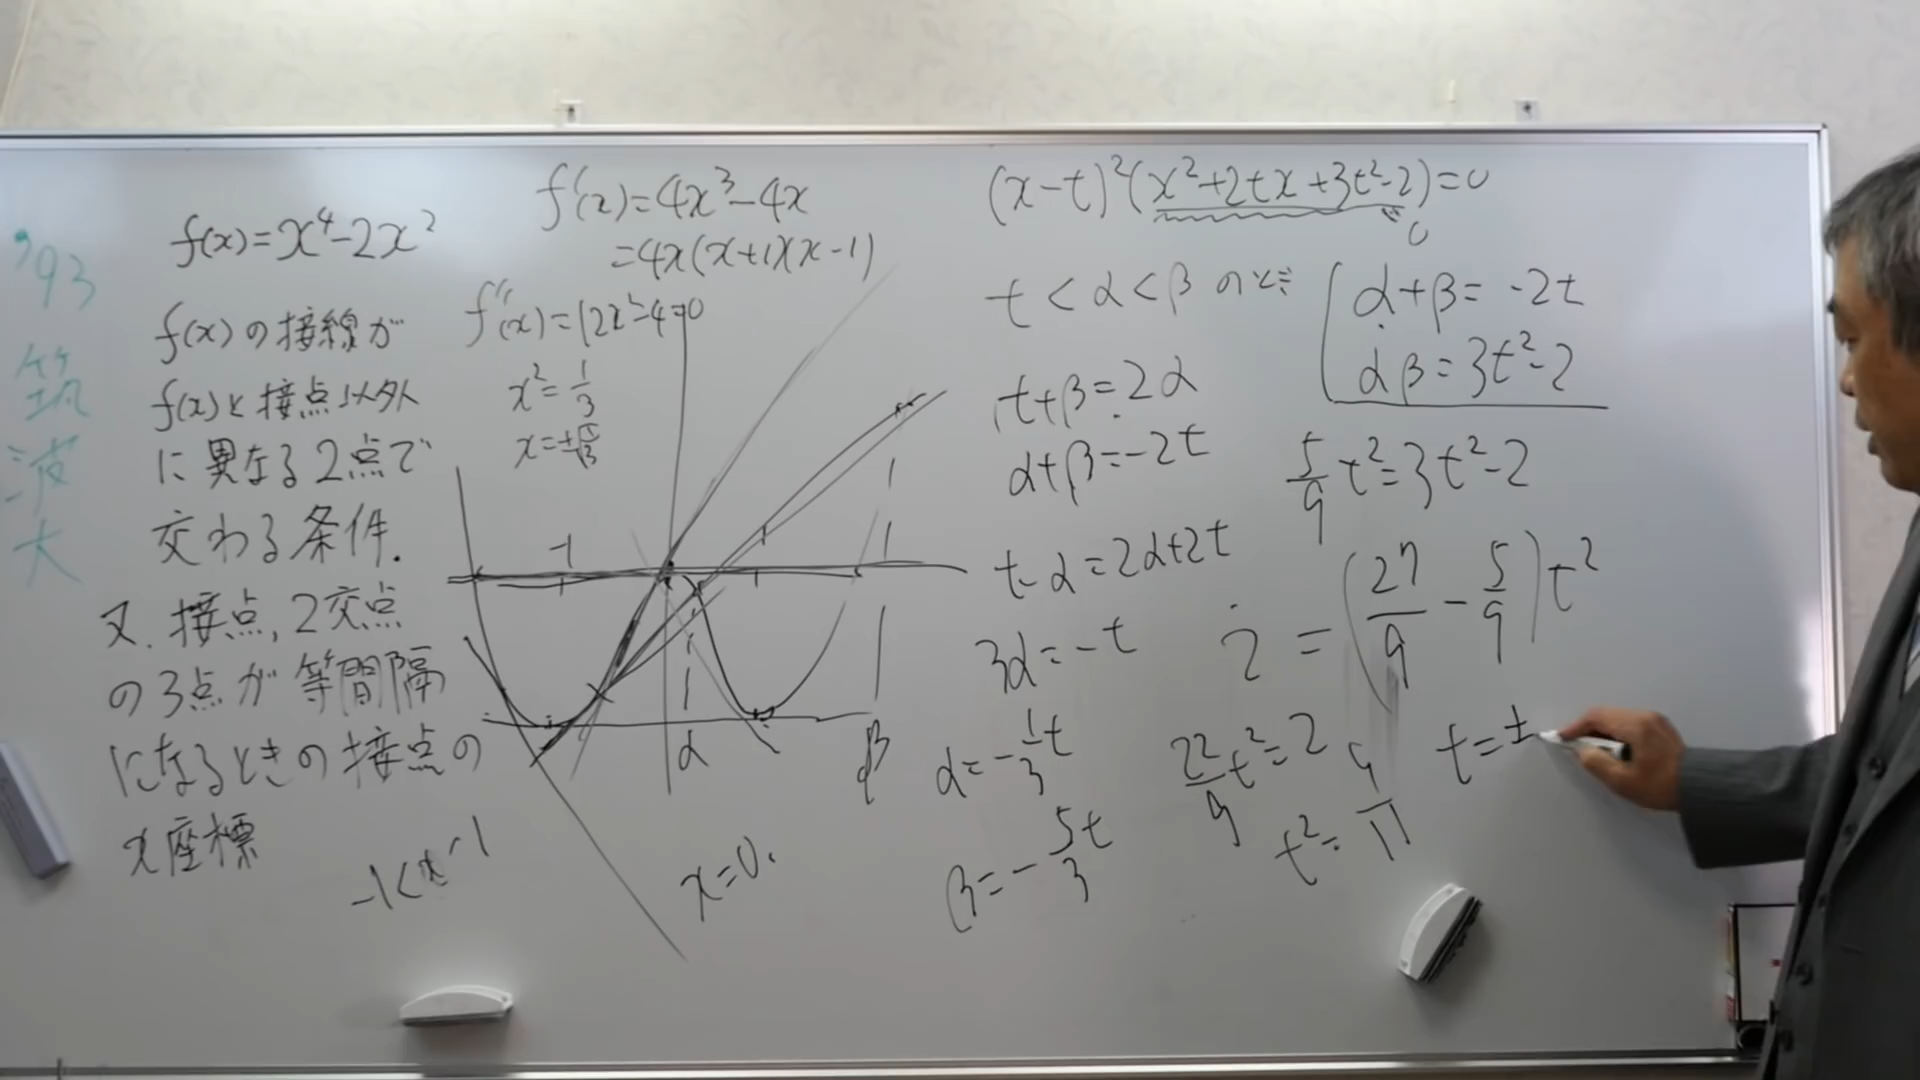 '93
筑
波
大
f(x)=x⁴-2x²
f(x)の接線が
f(x)と接点以外
に異なる2点で
交わる条件.
又.接点,2交点
の3点が等間隔
になるときの接点の
x座標
f'(x)=4x³-4x
=4x(x+1)(x-1)
f''(x)=12x²-4=0
x²=1/3
x=±√1/3
-1
1
α
β
x=0.
(x-t)²(x²+2tx+3t²-2)=0
0
t<α<βのとき
t+β=2α
α+β=-2t
t-α=2α+2t
3α=-t
α=-1/3t
β=-5t/3
α+β=-2t
αβ=3t²-2
5/9t²=3t²-2
2=(27/9-5/9)t²
22/9t²=2
t²=9/11
t=±